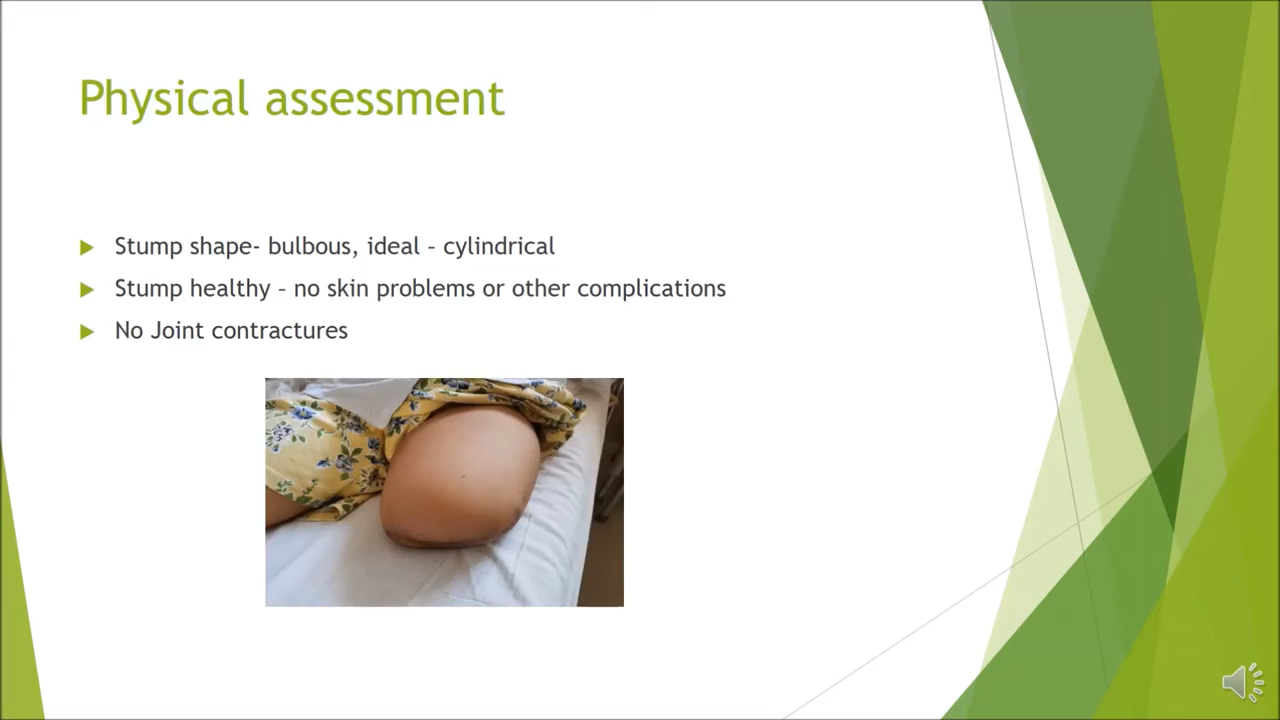 Physical assessment
Stump shape- bulbous, ideal – cylindrical
Stump healthy – no skin problems or other complications
No Joint contractures